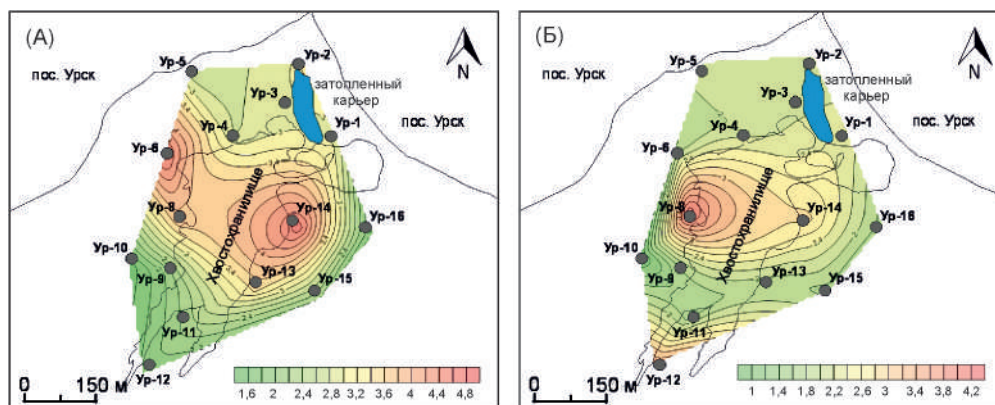 (А)
Ур-2
Ур-5
пос. Урск
затопленный
карьер
N
Ур-3
Ур-4
Ур-1
пос. Урск
Ур-6
Хвостохранилище
Ур-8
Ур-14
Ур-16
Ур-10
Ур-9
Ур-13
Ур-15
Ур-11
Ур-12
0 150 м
1,6 2 2,4 2,8 3,2 3,6 4 4,4 4,8
(Б)
Ур-2
Ур-5
пос. Урск
затопленный
карьер
N
Ур-3
Ур-4
Ур-1
пос. Урск
Ур-6
Хвостохранилище
Ур-8
Ур-14
Ур-16
Ур-10
Ур-9
Ур-13
Ур-15
Ур-11
Ур-12
0 150 м
1 1,4 1,8 2,2 2,6 3 3,4 3,8 4,2